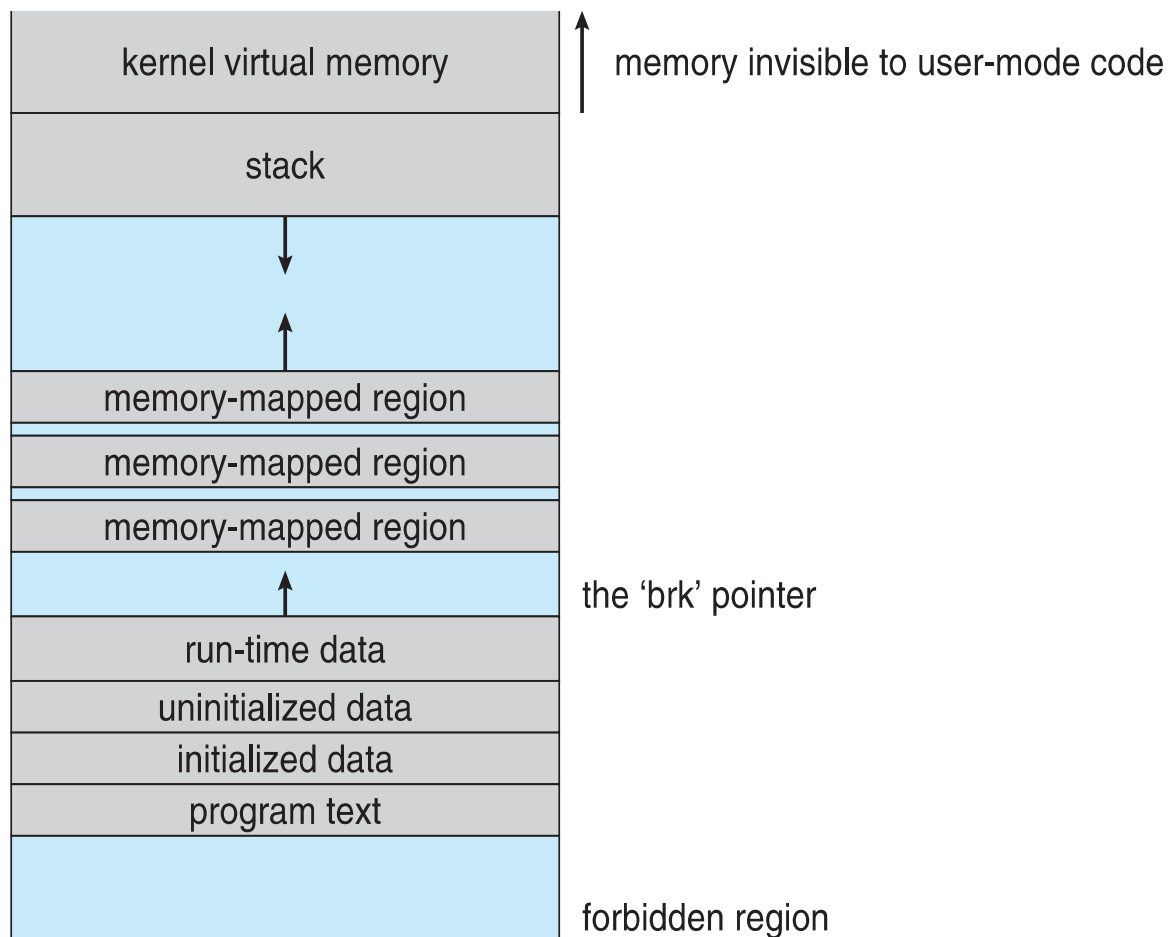 kernel virtual memory
memory invisible to user-mode code
stack
memory-mapped region
memory-mapped region
memory-mapped region
the ‘brk’ pointer
run-time data
uninitialized data
initialized data
program text
forbidden region